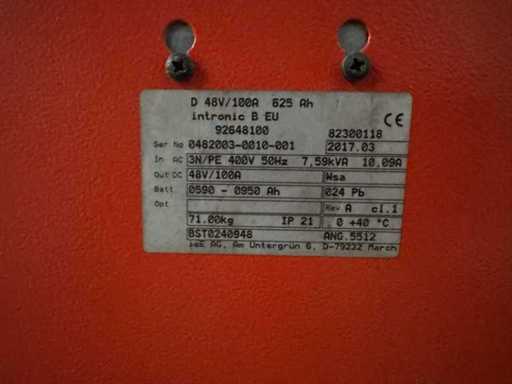 D 48V/100A 625 Ah
intronic B EU CE
92648100 82300118
Ser No 0482003-0010-001 2017.03
In AC 3N/PE 400V 50Hz 7,59kVA 10.09A
Out DC 48V/100A Wsa
Batt 0590 - 0950 Ah 024 Pb
Opt Rev A cl.1
71.00kg IP 21 0 +40 °C
BST0240948 ANG.5512
AG, Am Untergrün 6, D-79232 March